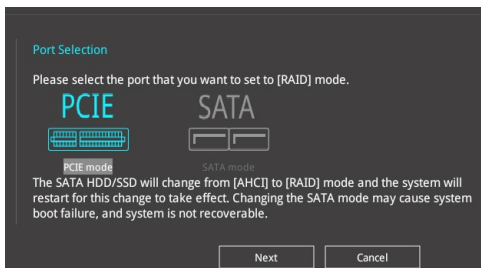 Port Selection
Please select the port that you want to set to [RAID] mode.
PCIE SATA
PCIE mode SATA mode
The SATA HDD/SSD will change from [AHCI] to [RAID] mode and the system will
restart for this change to take effect. Changing the SATA mode may cause system
boot failure, and system is not recoverable.
Next Cancel